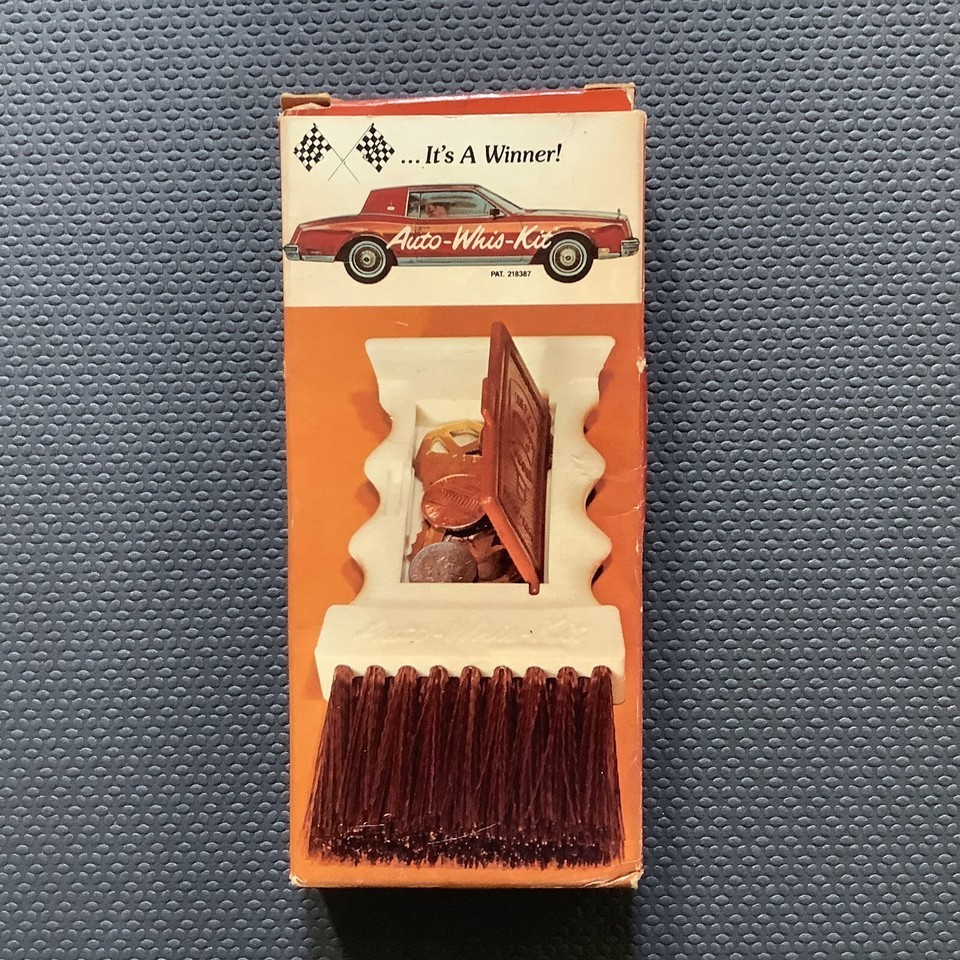 ...It's A Winner!
Auto-Whis-Kit
PAT. 218387
Auto-Whis-Kit